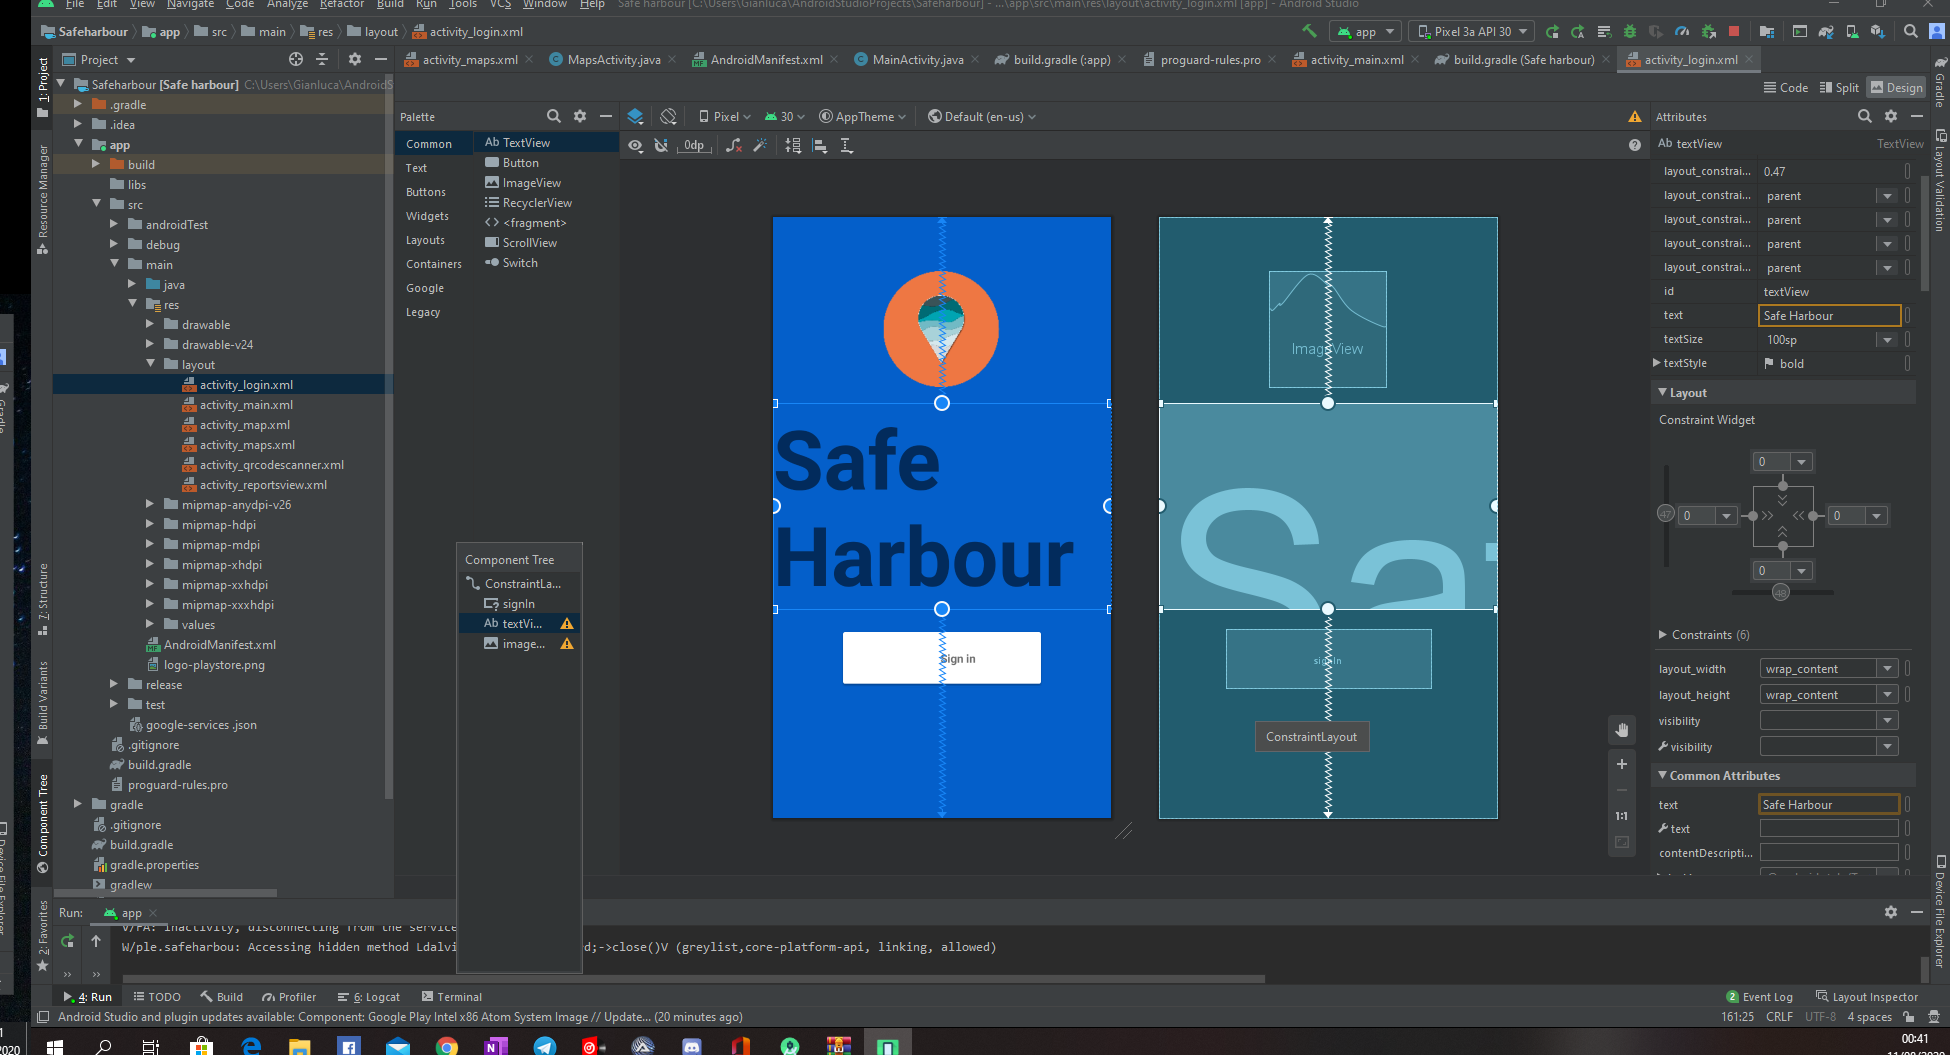 File Edit View Navigate Code Analyze Refactor Build Run Tools VCS Window Help Safe harbour [C:\Users\Gianluca\AndroidStudioProjects\Safeharbour] - ...\app\src\main\res\layout\activity_login.xml [app] - Android Studio
Safeharbour app src main res layout activity_login.xml
app Pixel 3a API 30
Project
activity_maps.xml MapsActivity.java AndroidManifest.xml MainActivity.java build.gradle (:app) proguard-rules.pro activity_main.xml build.gradle (Safe harbour) activity_login.xml
Code Split Design
1: Project
Resource Manager
7: Structure
Build Variants
Component Tree
2: Favorites
Safeharbour [Safe harbour] C:\Users\Gianluca\AndroidS
.gradle
.idea
app
build
libs
src
androidTest
debug
main
java
res
drawable
drawable-v24
layout
activity_login.xml
activity_main.xml
activity_map.xml
activity_maps.xml
activity_qrcodescanner.xml
activity_reportsview.xml
mipmap-anydpi-v26
mipmap-hdpi
mipmap-mdpi
mipmap-xhdpi
mipmap-xxhdpi
mipmap-xxxhdpi
values
AndroidManifest.xml
logo-playstore.png
release
test
google-services .json
.gitignore
build.gradle
proguard-rules.pro
gradle
.gitignore
build.gradle
gradle.properties
gradlew
Palette
Common
Text
Buttons
Widgets
Layouts
Containers
Google
Legacy
Ab TextView
Button
ImageView
RecyclerView
<fragment>
ScrollView
Switch
Pixel 30 AppTheme Default (en-us)
0dp
Component Tree
ConstraintLa...
signIn
Ab textVi...
image...
Safe
Harbour
Sign in
ImageView
Sa
signIn
ConstraintLayout
1:1
Attributes
Ab textView TextView
layout_constrai... 0.47
layout_constrai... parent
layout_constrai... parent
layout_constrai... parent
layout_constrai... parent
id textView
text Safe Harbour
textSize 100sp
textStyle bold
Layout
Constraint Widget
0
47 0 0
0
48
Constraints (6)
layout_width wrap_content
layout_height wrap_content
visibility
visibility
Common Attributes
text Safe Harbour
text
contentDescripti...
Gradle
Layout Validation
Device File Explorer
Run: app
V/FA: Inactivity, disconnecting from the service
W/ple.safeharbou: Accessing hidden method Ldalvi d;->close()V (greylist,core-platform-api, linking, allowed)
4: Run TODO Build Profiler 6: Logcat Terminal
2 Event Log Layout Inspector
Android Studio and plugin updates available: Component: Google Play Intel x86 Atom System Image // Update... (20 minutes ago)
161:25 CRLF UTF-8 4 spaces
00:41